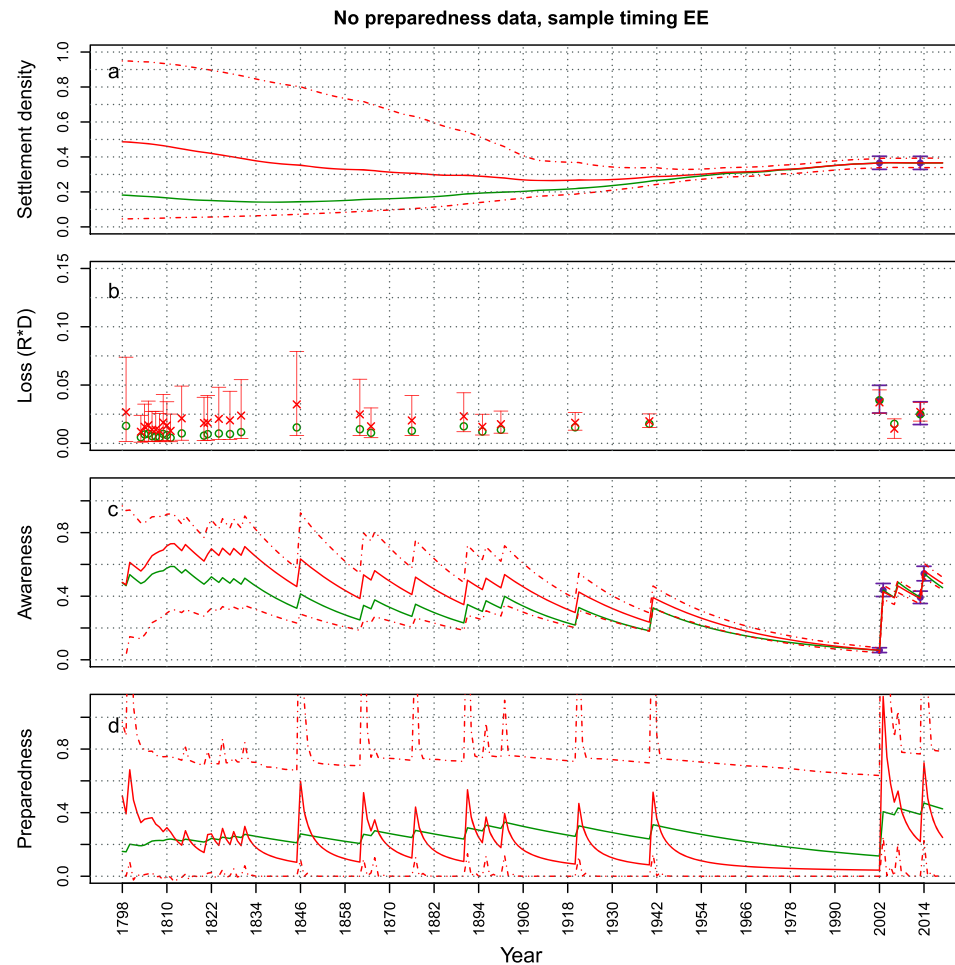 No preparedness data, sample timing EE
a
Settlement density
0.0 0.2 0.4 0.6 0.8 1.0
b
Loss (R*D)
0.00 0.05 0.10 0.15
c
Awareness
0.0 0.4 0.8
d
Preparedness
0.0 0.4 0.8
1798 1810 1822 1834 1846 1858 1870 1882 1894 1906 1918 1930 1942 1954 1966 1978 1990 2002 2014
Year